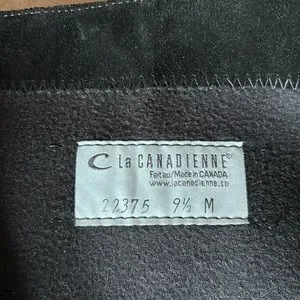 La CANADIENNE®
Fait au/Made in CANADA
www.lacanadienne.ca
22375 9½ M